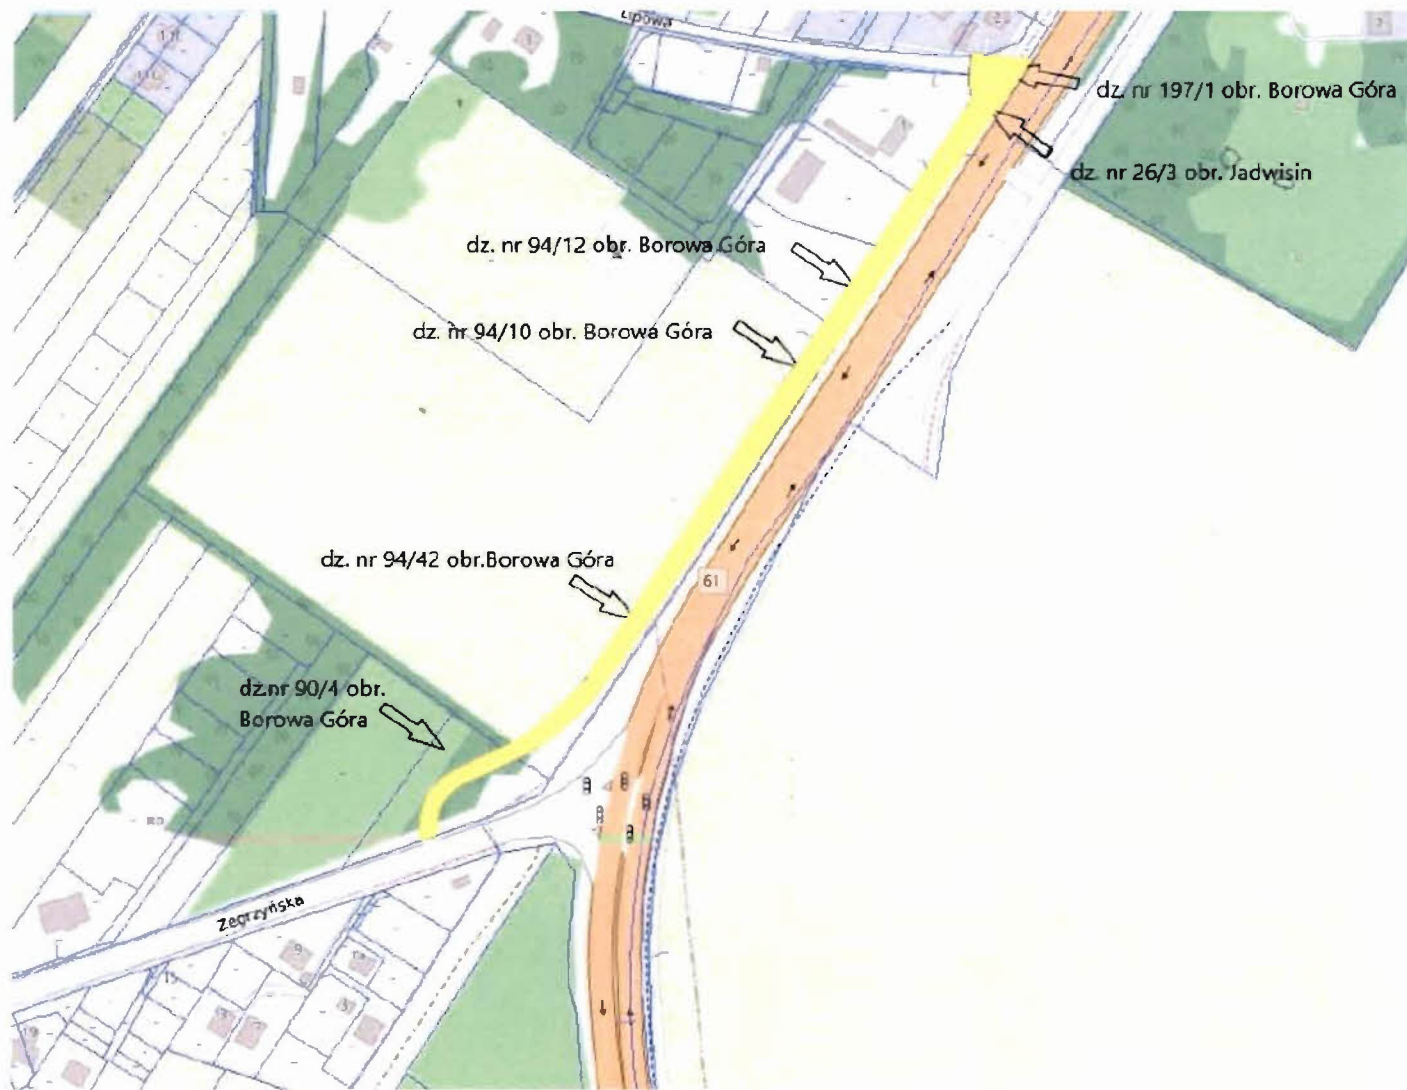 Lipowa
dz. nr 197/1 obr. Borowa Góra
dz. nr 26/3 obr. Jadwisin
dz. nr 94/12 obr. Borowa Góra
dz. nr 94/10 obr. Borowa Góra
dz. nr 94/42 obr.Borowa Góra
61
dz.nr 90/4 obr.
Borowa Góra
Zegrzyńska
9
19